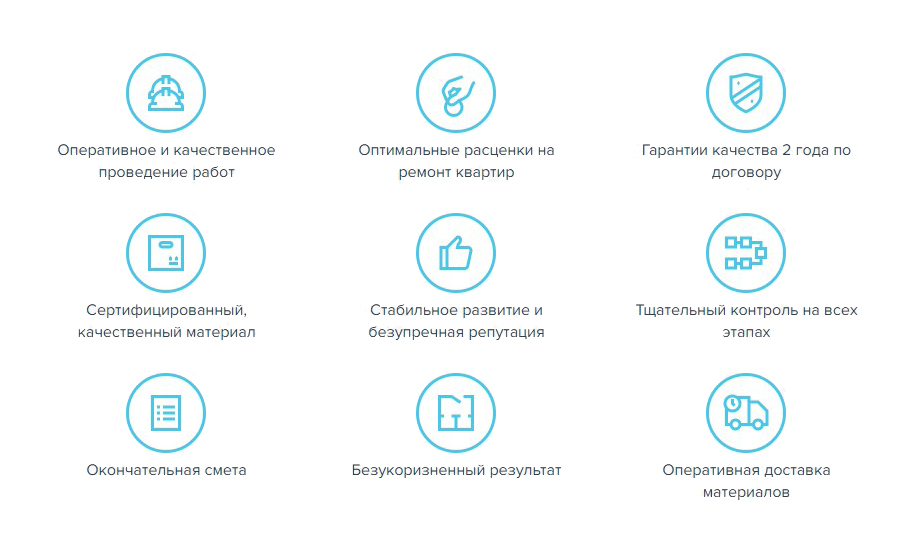 Оперативное и качественное
проведение работ
Оптимальные расценки на
ремонт квартир
Гарантии качества 2 года по
договору
Сертифицированный,
качественный материал
Стабильное развитие и
безупречная репутация
Тщательный контроль на всех
этапах
Окончательная смета
Безукоризненный результат
Оперативная доставка
материалов